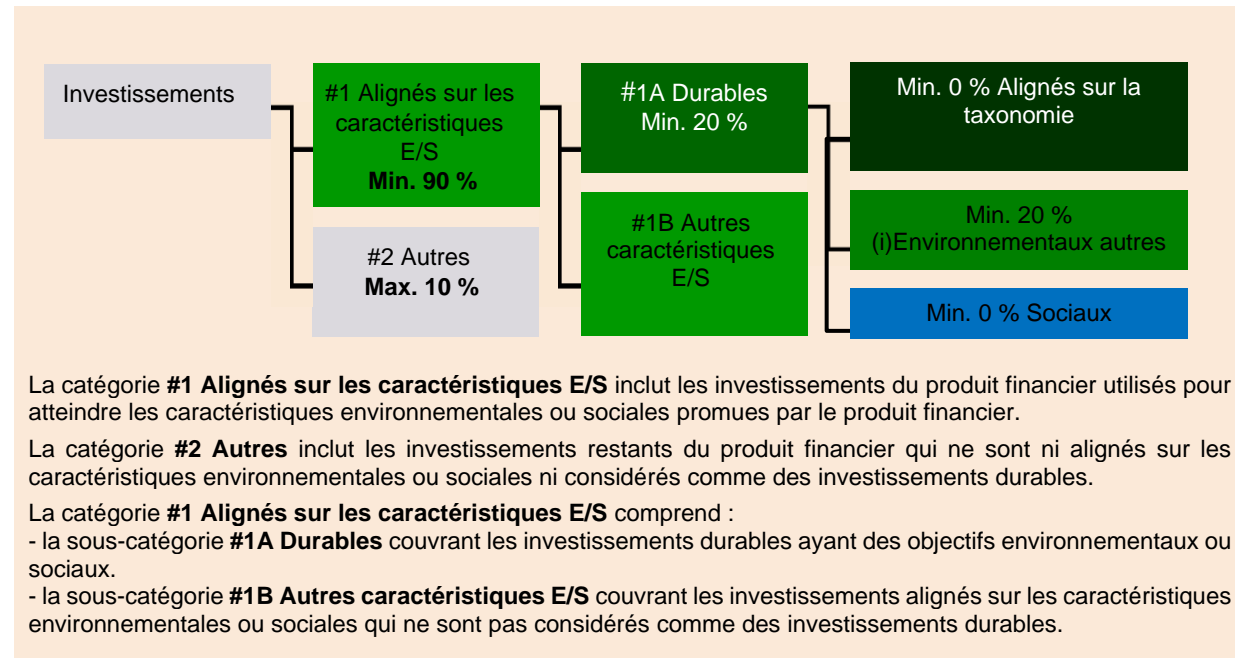 Investissements
#1 Alignés sur les
caractéristiques
E/S
Min. 90 %
#2 Autres
Max. 10 %
#1A Durables
Min. 20 %
#1B Autres
caractéristiques
E/S
Min. 0 % Alignés sur la
taxonomie
Min. 20 %
(i)Environnementaux autres
Min. 0 % Sociaux
La catégorie #1 Alignés sur les caractéristiques E/S inclut les investissements du produit financier utilisés pour
atteindre les caractéristiques environnementales ou sociales promues par le produit financier.
La catégorie #2 Autres inclut les investissements restants du produit financier qui ne sont ni alignés sur les
caractéristiques environnementales ou sociales ni considérés comme des investissements durables.
La catégorie #1 Alignés sur les caractéristiques E/S comprend :
- la sous-catégorie #1A Durables couvrant les investissements durables ayant des objectifs environnementaux ou
sociaux.
- la sous-catégorie #1B Autres caractéristiques E/S couvrant les investissements alignés sur les caractéristiques
environnementales ou sociales qui ne sont pas considérés comme des investissements durables.